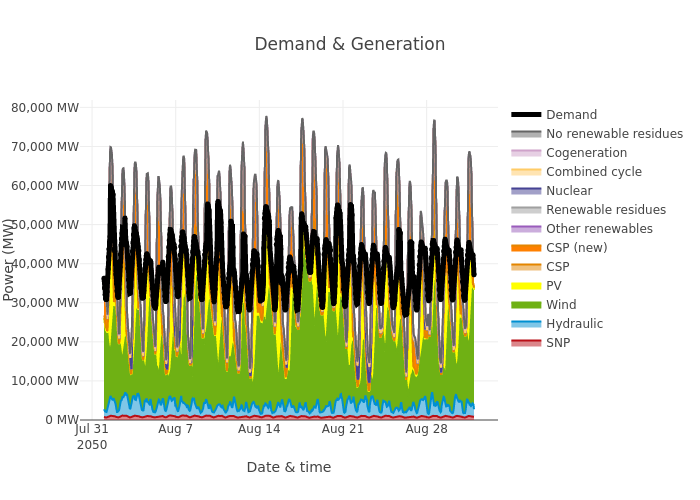 Demand & Generation
80,000 MW
70,000 MW
60,000 MW
50,000 MW
40,000 MW
30,000 MW
20,000 MW
10,000 MW
0 MW
Power (MW)
Jul 31
2050
Aug 7
Aug 14
Aug 21
Aug 28
Date & time
Demand
No renewable residues
Cogeneration
Combined cycle
Nuclear
Renewable residues
Other renewables
CSP (new)
CSP
PV
Wind
Hydraulic
SNP